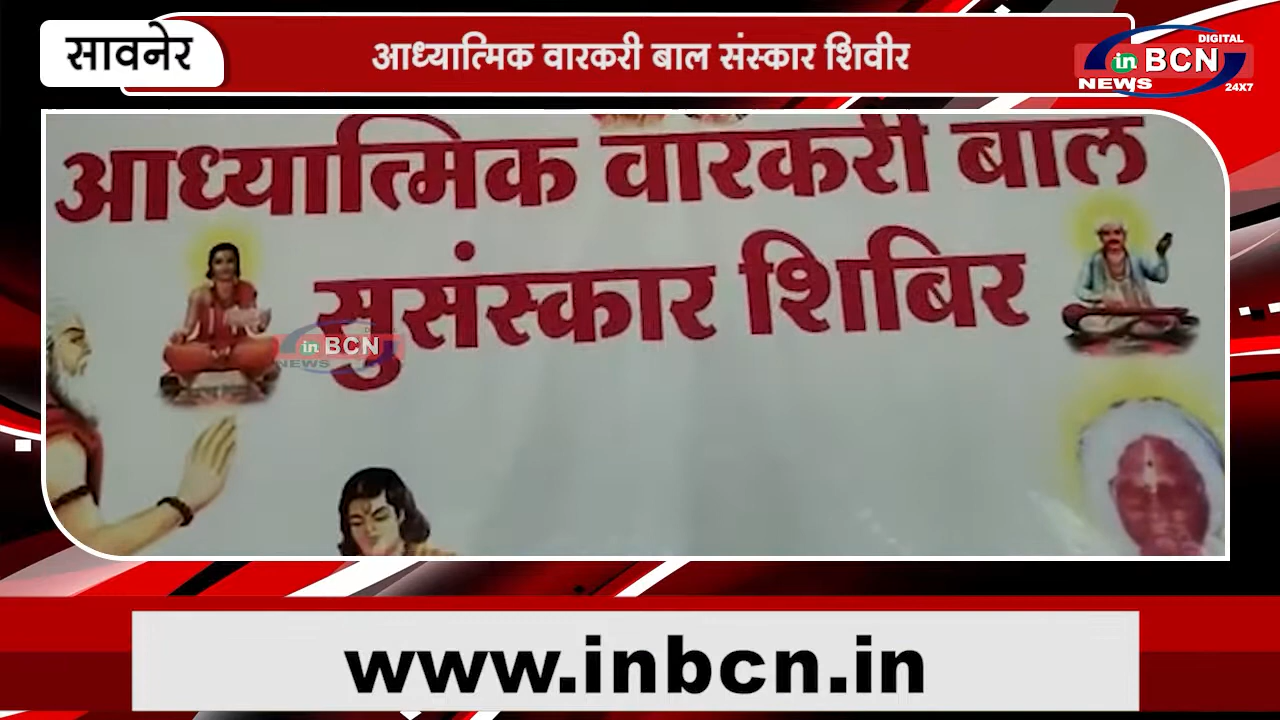 सावनेर
आध्यात्मिक वारकरी बाल संस्कार शिवीर
DIGITAL
in BCN
NEWS
24X7
आध्यात्मिक वारकरी बाल
सुसंस्कार शिबिर
in BCN
NEWS
www.inbcn.in